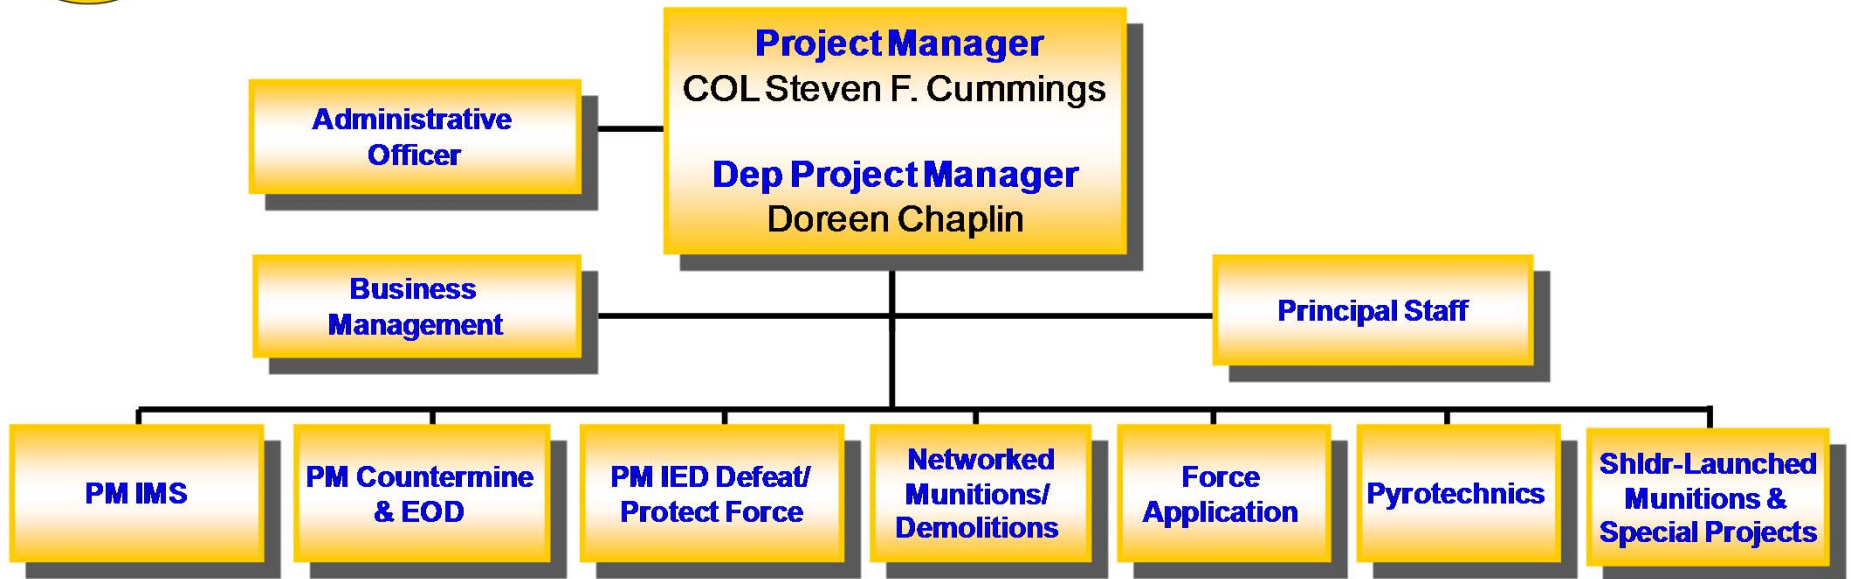 Project Manager
COL Steven F. Cummings
Dep Project Manager
Doreen Chaplin
Administrative
Officer
Business
Management
Principal Staff
PM IMS
PM Countermine
& EOD
PM IED Defeat/
Protect Force
Networked
Munitions/
Demolitions
Force
Application
Pyrotechnics
Shldr-Launched
Munitions &
Special Projects